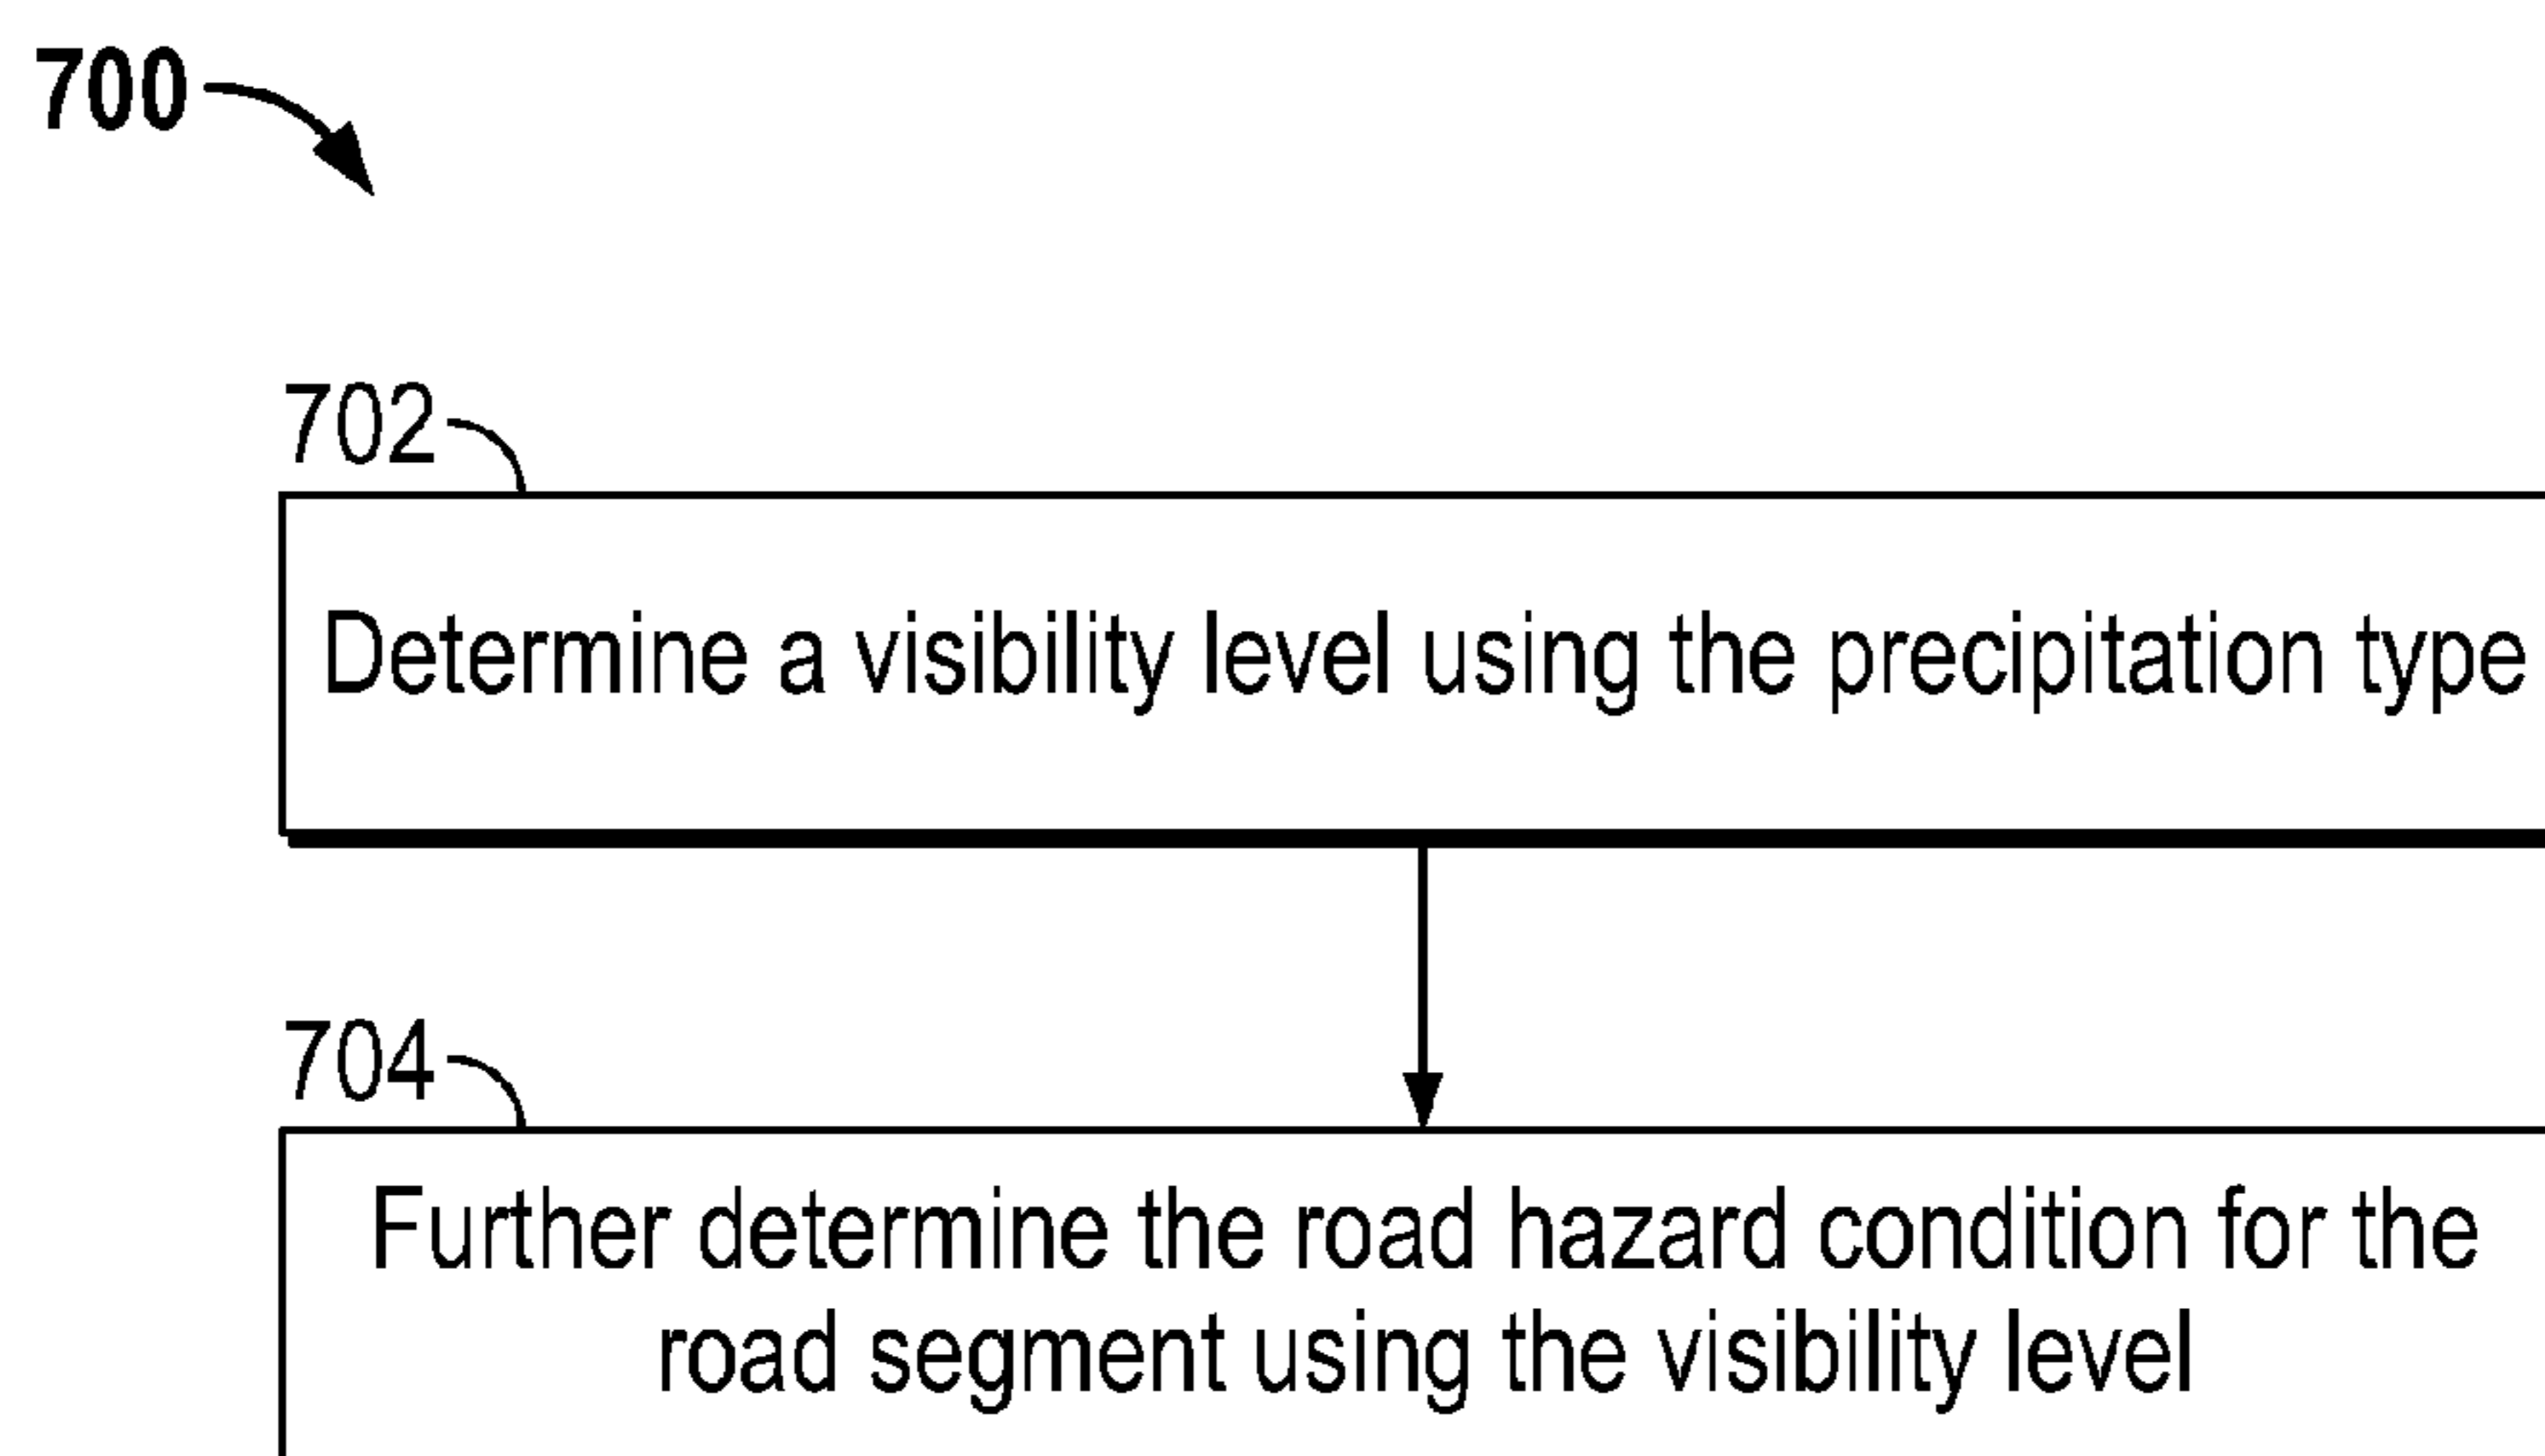 700
702
Determine a visibility level using the precipitation type
704
Further determine the road hazard condition for the
road segment using the visibility level